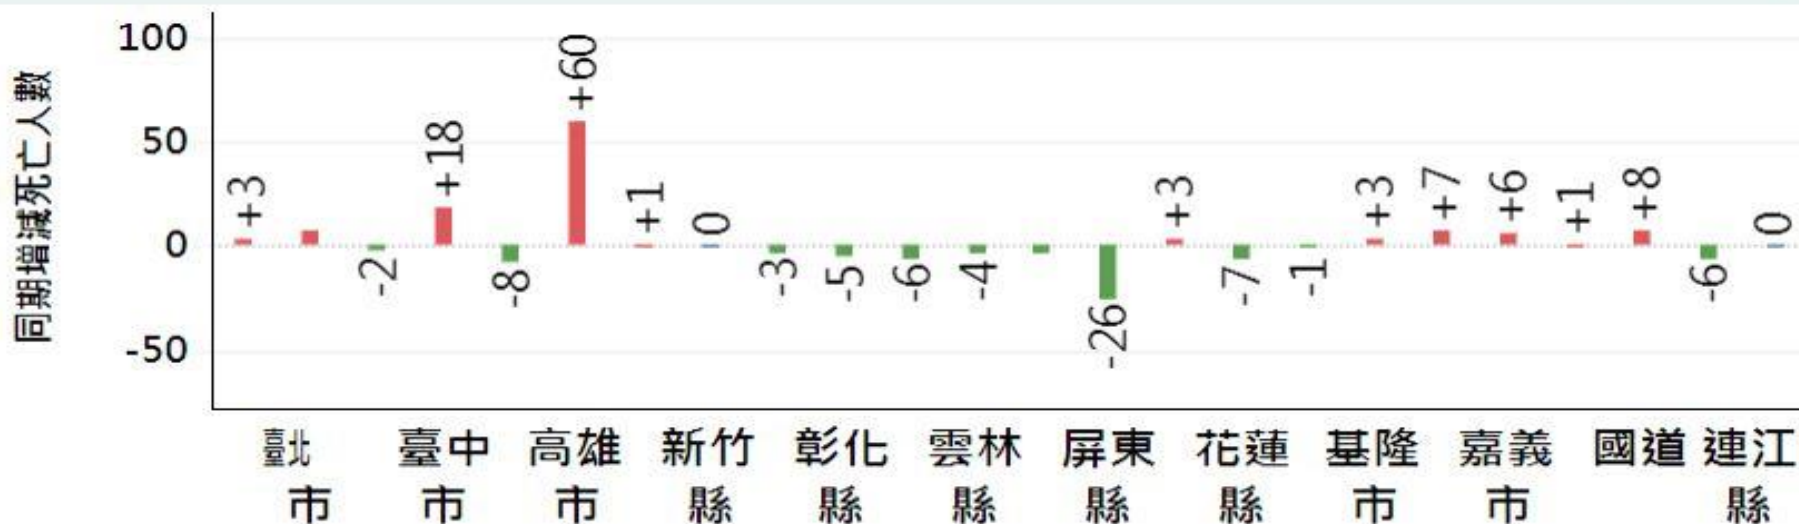 同期增減死亡人數
100
50
0
-50
+3
-2
+18
-8
+60
+1
0
-3
-5
-6
-4
-26
+3
-7
-1
+3
+7
+6
+1
+8
-6
0
臺北市
臺中市
高雄市
新竹縣
彰化縣
雲林縣
屏東縣
花蓮縣
基隆市
嘉義市
國道
連江縣